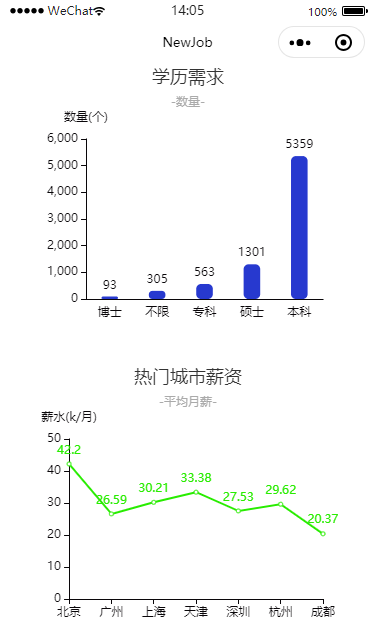 ●●●●● WeChat 14:05 100%
NewJob
学历需求
-数量-
数量(个)
6,000
5,000
4,000
3,000
2,000
1,000
0
93 305 563 1301 5359
博士 不限 专科 硕士 本科
热门城市薪资
-平均月薪-
薪水(k/月)
50
40
30
20
10
0
42.2 26.59 30.21 33.38 27.53 29.62 20.37
北京 广州 上海 天津 深圳 杭州 成都